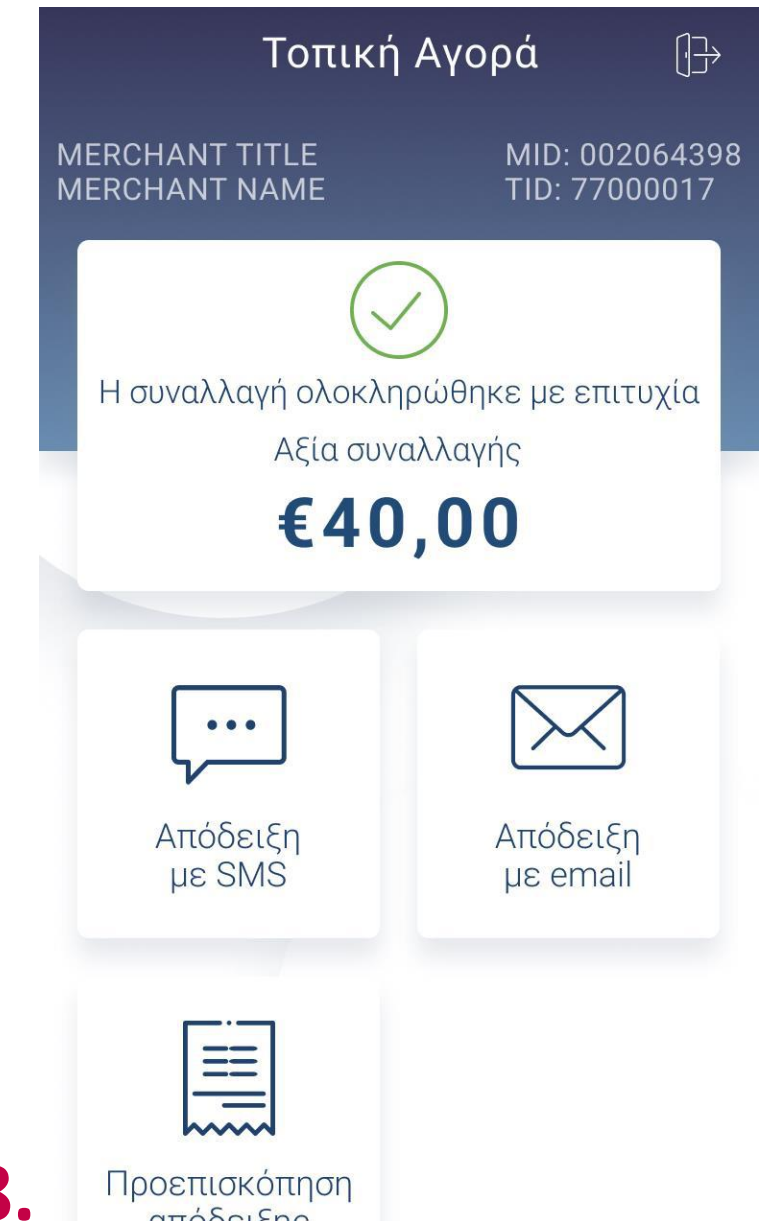 Τοπική Αγορά
MERCHANT TITLE
MERCHANT NAME
MID: 002064398
TID: 77000017
Η συναλλαγή ολοκληρώθηκε με επιτυχία
Αξία συναλλαγής
€40,00
Απόδειξη
με SMS
Απόδειξη
με email
Προεπισκόπηση
απόδειξης